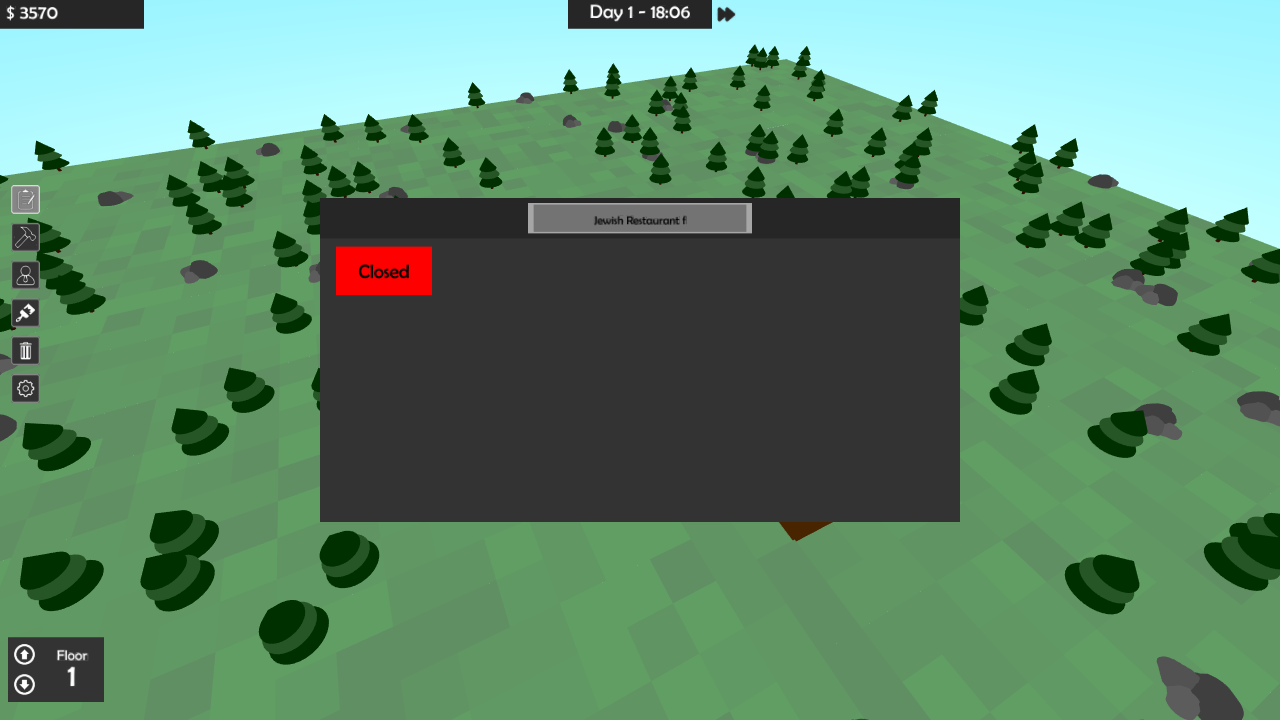 $ 3570
Day 1 - 18:06
Jewish Restaurant f
Closed
Floor
1